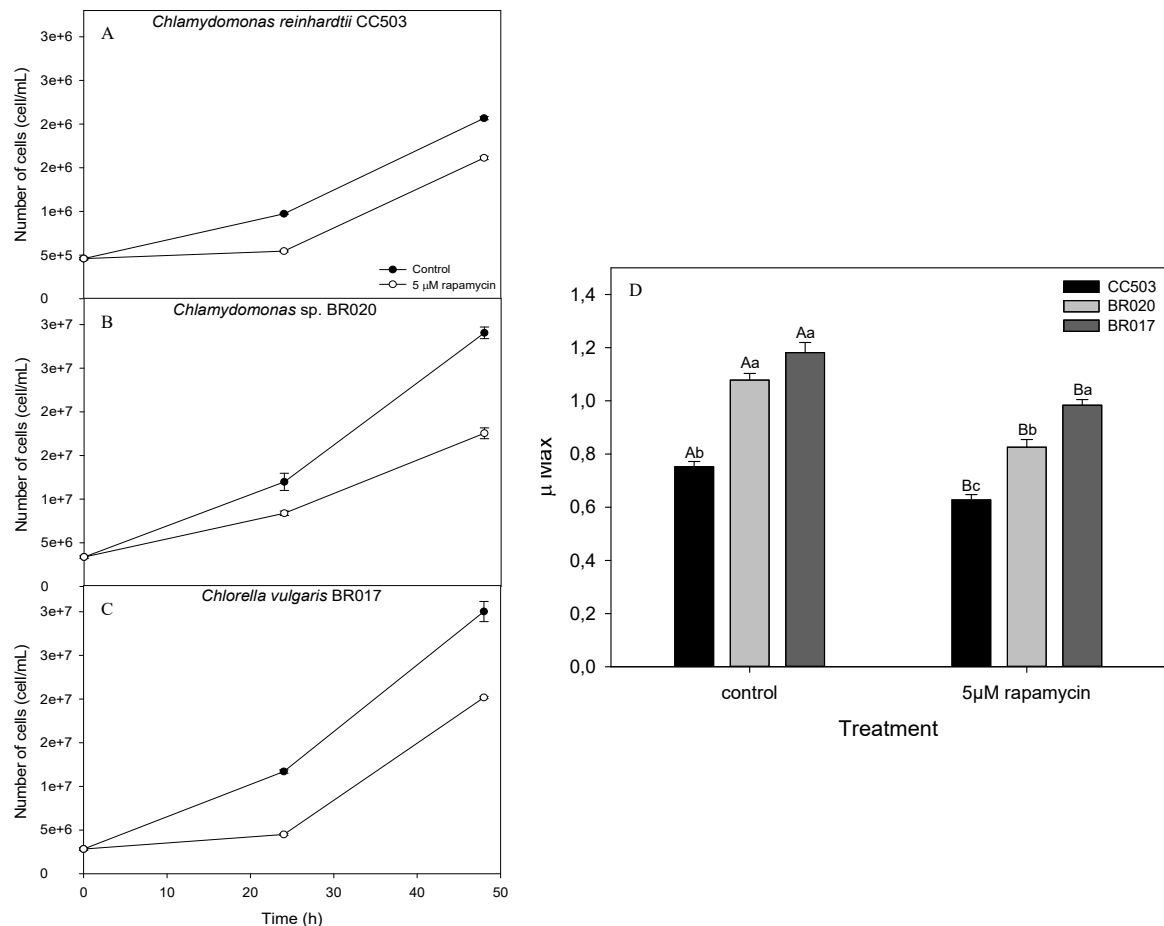 A
Chlamydomonas reinhardtii CC503
Number of cells (cell/mL)
3e+6
3e+6
2e+6
2e+6
1e+6
5e+5
0
Control
5 µM rapamycin
B
Chlamydomonas sp. BR020
Number of cells (cell/mL)
3e+7
3e+7
2e+7
2e+7
1e+7
5e+6
0
C
Chlorella vulgaris BR017
Number of cells (cell/mL)
3e+7
3e+7
2e+7
2e+7
1e+7
5e+6
0
0 10 20 30 40 50
Time (h)
D
CC503
BR020
BR017
µ Max
1,4
1,2
1,0
0,8
0,6
0,4
0,2
0,0
Ab Aa Aa
Bc Bb Ba
control 5µM rapamycin
Treatment